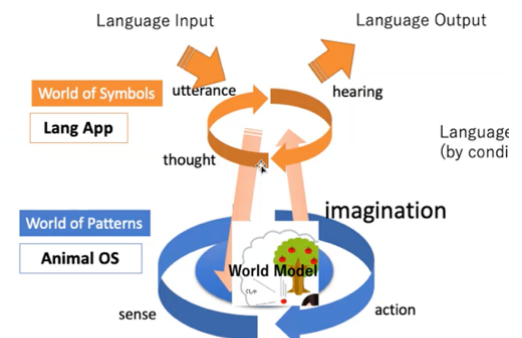 Language Input
Language Output
World of Symbols
utterance
hearing
Lang App
Language
(by condi
thought
World of Patterns
imagination
Animal OS
World Model
sense
action